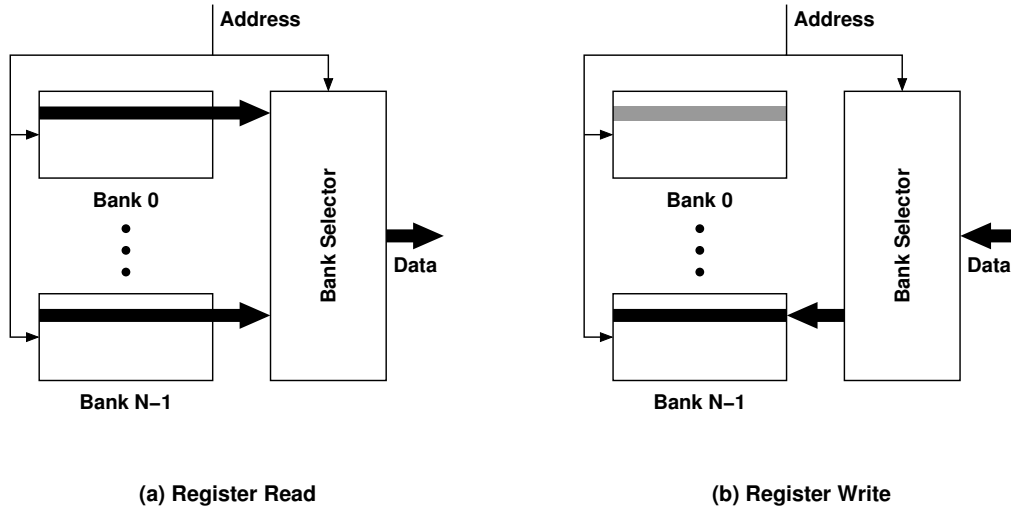 Address
Bank 0
Bank Selector
Data
Bank N−1
(a) Register Read
Address
Bank 0
Bank Selector
Data
Bank N−1
(b) Register Write